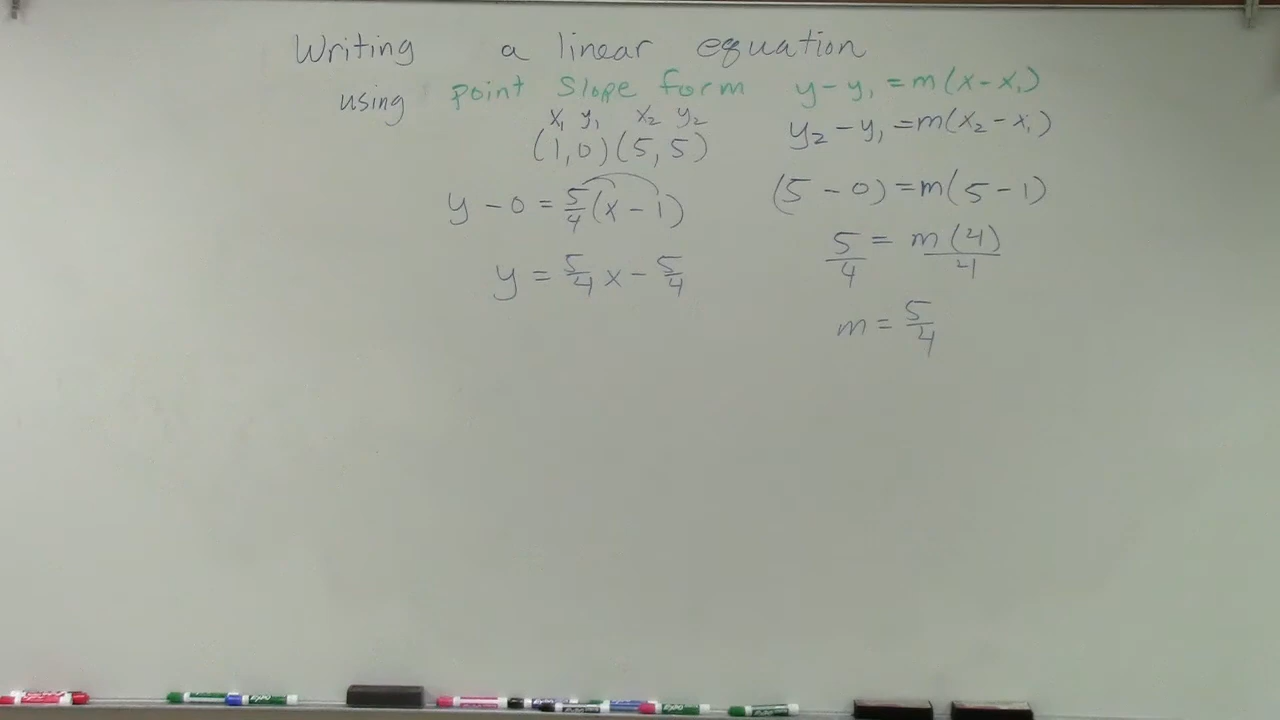 Writing a linear equation
using point slope form y-y₁=m(x-x₁)
x₁ y₁ x₂ y₂
(1,0)(5,5)
y-0=5/4(x-1)
y=5/4x-5/4
y₂-y₁=m(x₂-x₁)
(5-0)=m(5-1)
5/4=m(4)/4
m=5/4